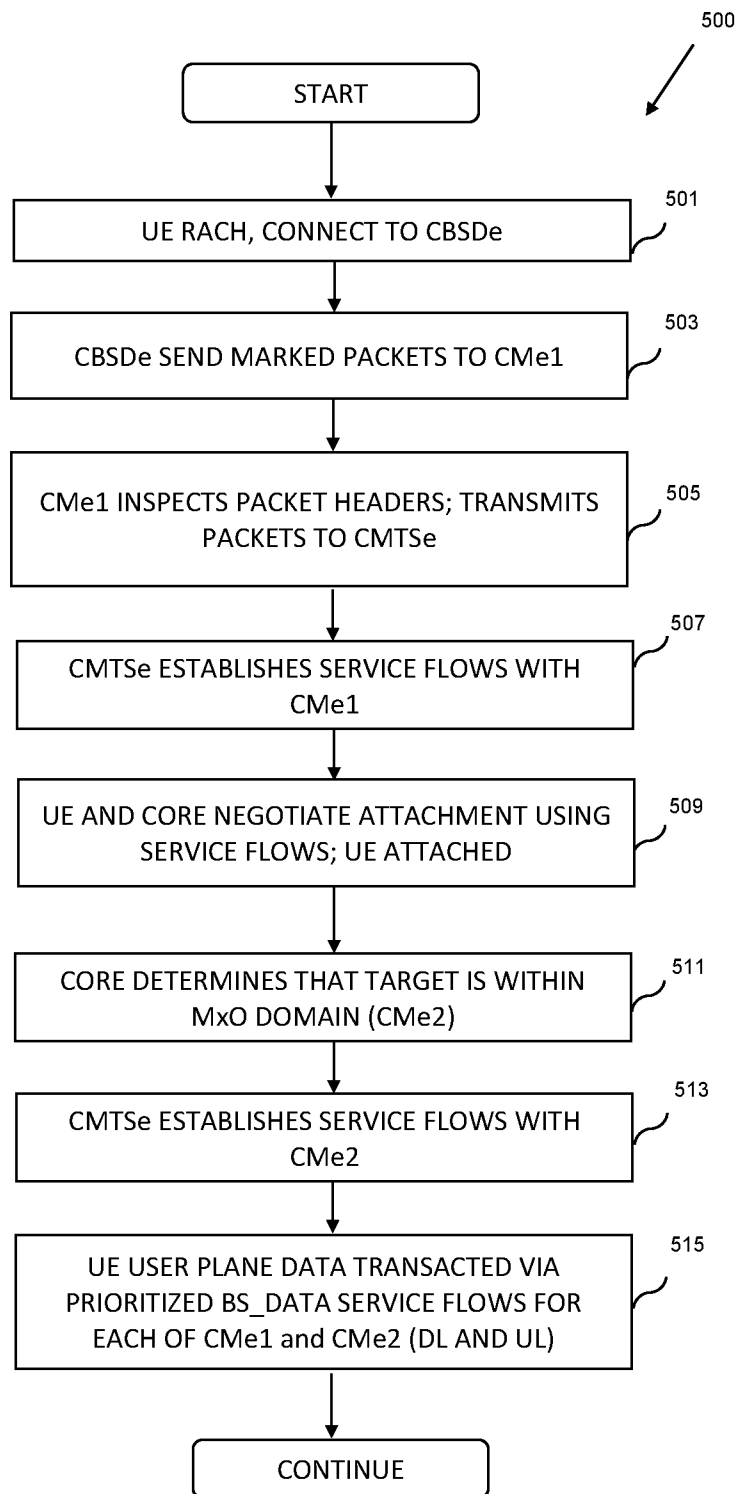 500
START
501
UE RACH, CONNECT TO CBSDe
503
CBSDe SEND MARKED PACKETS TO CMe1
505
CMe1 INSPECTS PACKET HEADERS; TRANSMITS
PACKETS TO CMTSe
507
CMTSe ESTABLISHES SERVICE FLOWS WITH
CMe1
509
UE AND CORE NEGOTIATE ATTACHMENT USING
SERVICE FLOWS; UE ATTACHED
511
CORE DETERMINES THAT TARGET IS WITHIN
MxO DOMAIN (CMe2)
513
CMTSe ESTABLISHES SERVICE FLOWS WITH
CMe2
515
UE USER PLANE DATA TRANSACTED VIA
PRIORITIZED BS_DATA SERVICE FLOWS FOR
EACH OF CMe1 and CMe2 (DL AND UL)
CONTINUE